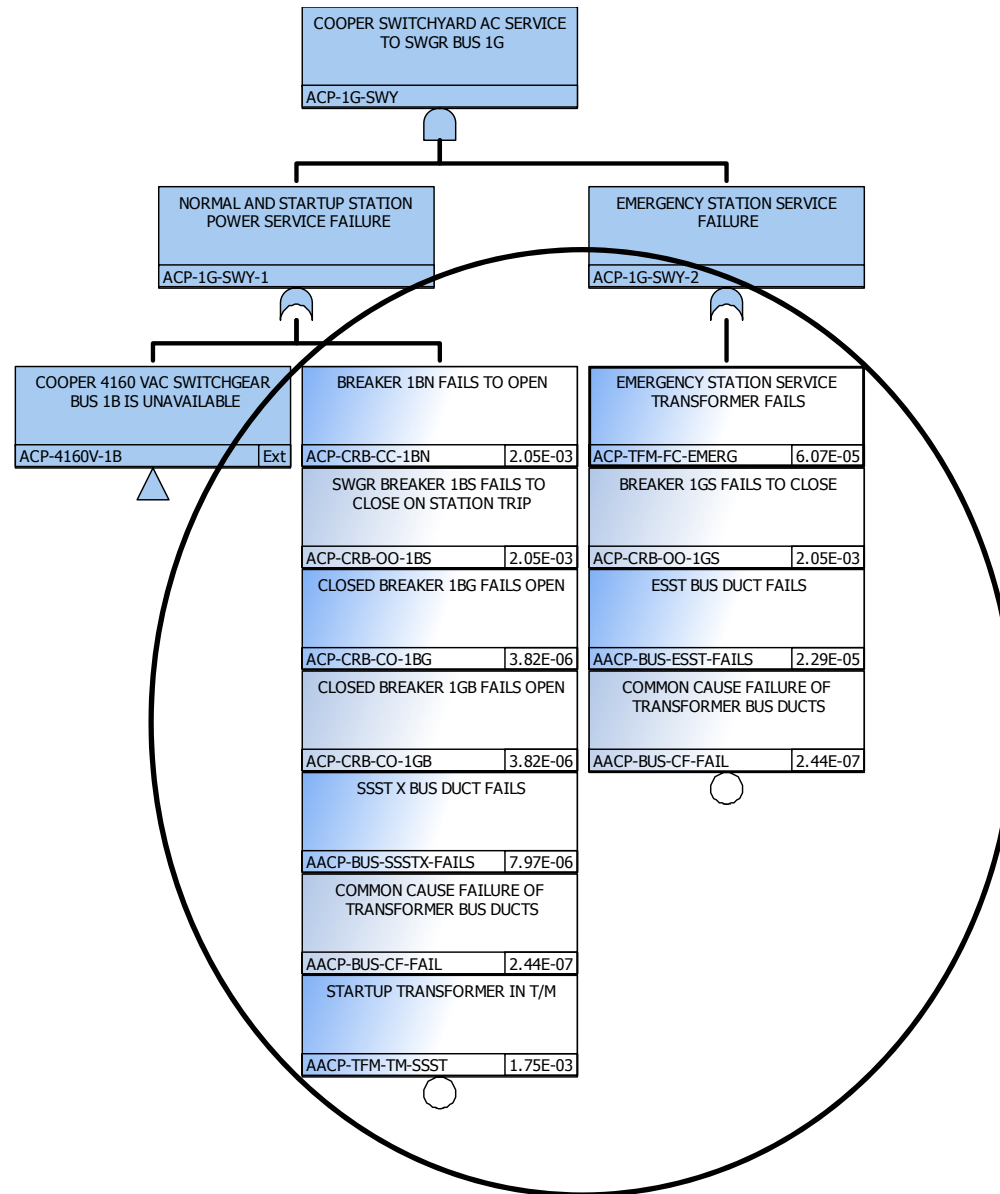 COOPER SWITCHYARD AC SERVICE
TO SWGR BUS 1G
ACP-1G-SWY
NORMAL AND STARTUP STATION
POWER SERVICE FAILURE
ACP-1G-SWY-1
EMERGENCY STATION SERVICE
FAILURE
ACP-1G-SWY-2
COOPER 4160 VAC SWITCHGEAR
BUS 1B IS UNAVAILABLE
ACP-4160V-1B Ext
BREAKER 1BN FAILS TO OPEN
ACP-CRB-CC-1BN 2.05E-03
SWGR BREAKER 1BS FAILS TO
CLOSE ON STATION TRIP
ACP-CRB-OO-1BS 2.05E-03
CLOSED BREAKER 1BG FAILS OPEN
ACP-CRB-CO-1BG 3.82E-06
CLOSED BREAKER 1GB FAILS OPEN
ACP-CRB-CO-1GB 3.82E-06
SSST X BUS DUCT FAILS
AACP-BUS-SSSTX-FAILS 7.97E-06
COMMON CAUSE FAILURE OF
TRANSFORMER BUS DUCTS
AACP-BUS-CF-FAIL 2.44E-07
STARTUP TRANSFORMER IN T/M
AACP-TFM-TM-SSST 1.75E-03
EMERGENCY STATION SERVICE
TRANSFORMER FAILS
ACP-TFM-FC-EMERG 6.07E-05
BREAKER 1GS FAILS TO CLOSE
ACP-CRB-OO-1GS 2.05E-03
ESST BUS DUCT FAILS
AACP-BUS-ESST-FAILS 2.29E-05
COMMON CAUSE FAILURE OF
TRANSFORMER BUS DUCTS
AACP-BUS-CF-FAIL 2.44E-07